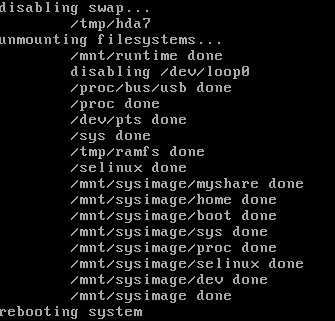 disabling swap...
/tmp/hda7
unmounting filesystems...
/mnt/runtime done
disabling /dev/loop0
/proc/bus/usb done
/proc done
/dev/pts done
/sys done
/tmp/ramfs done
/selinux done
/mnt/sysimage/myshare done
/mnt/sysimage/home done
/mnt/sysimage/boot done
/mnt/sysimage/sys done
/mnt/sysimage/proc done
/mnt/sysimage/selinux done
/mnt/sysimage/dev done
/mnt/sysimage done
rebooting system